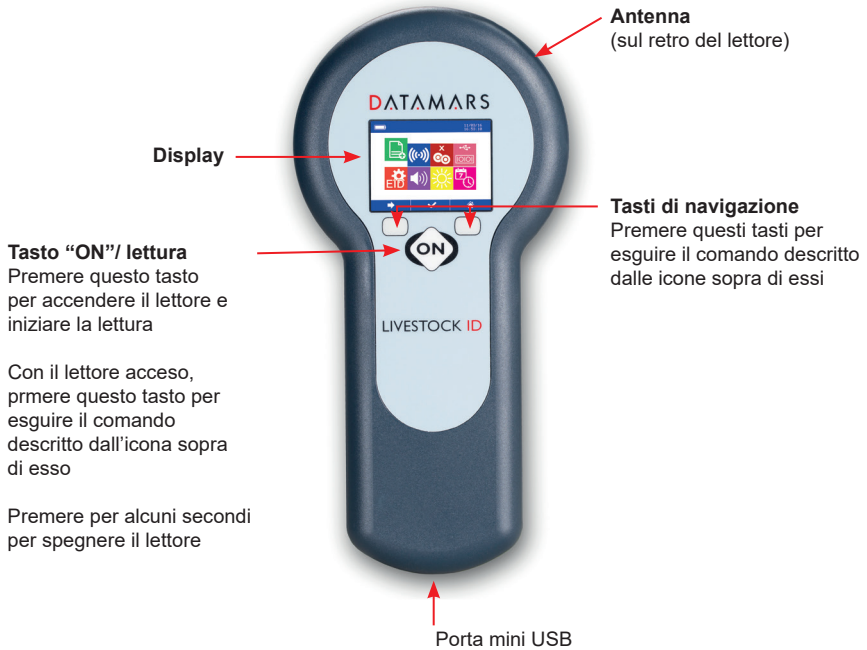 Antenna
(sul retro del lettore)
DATAMARS
EID
Display
Tasti di navigazione
Premere questi tasti per
esguire il comando descritto
dalle icone sopra di essi
ON
Tasto “ON”/ lettura
Premere questo tasto
per accendere il lettore e
iniziare la lettura
LIVESTOCK ID
Con il lettore acceso,
prmere questo tasto per
esguire il comando
descritto dall’icona sopra
di esso
Premere per alcuni secondi
per spegnere il lettore
Porta mini USB